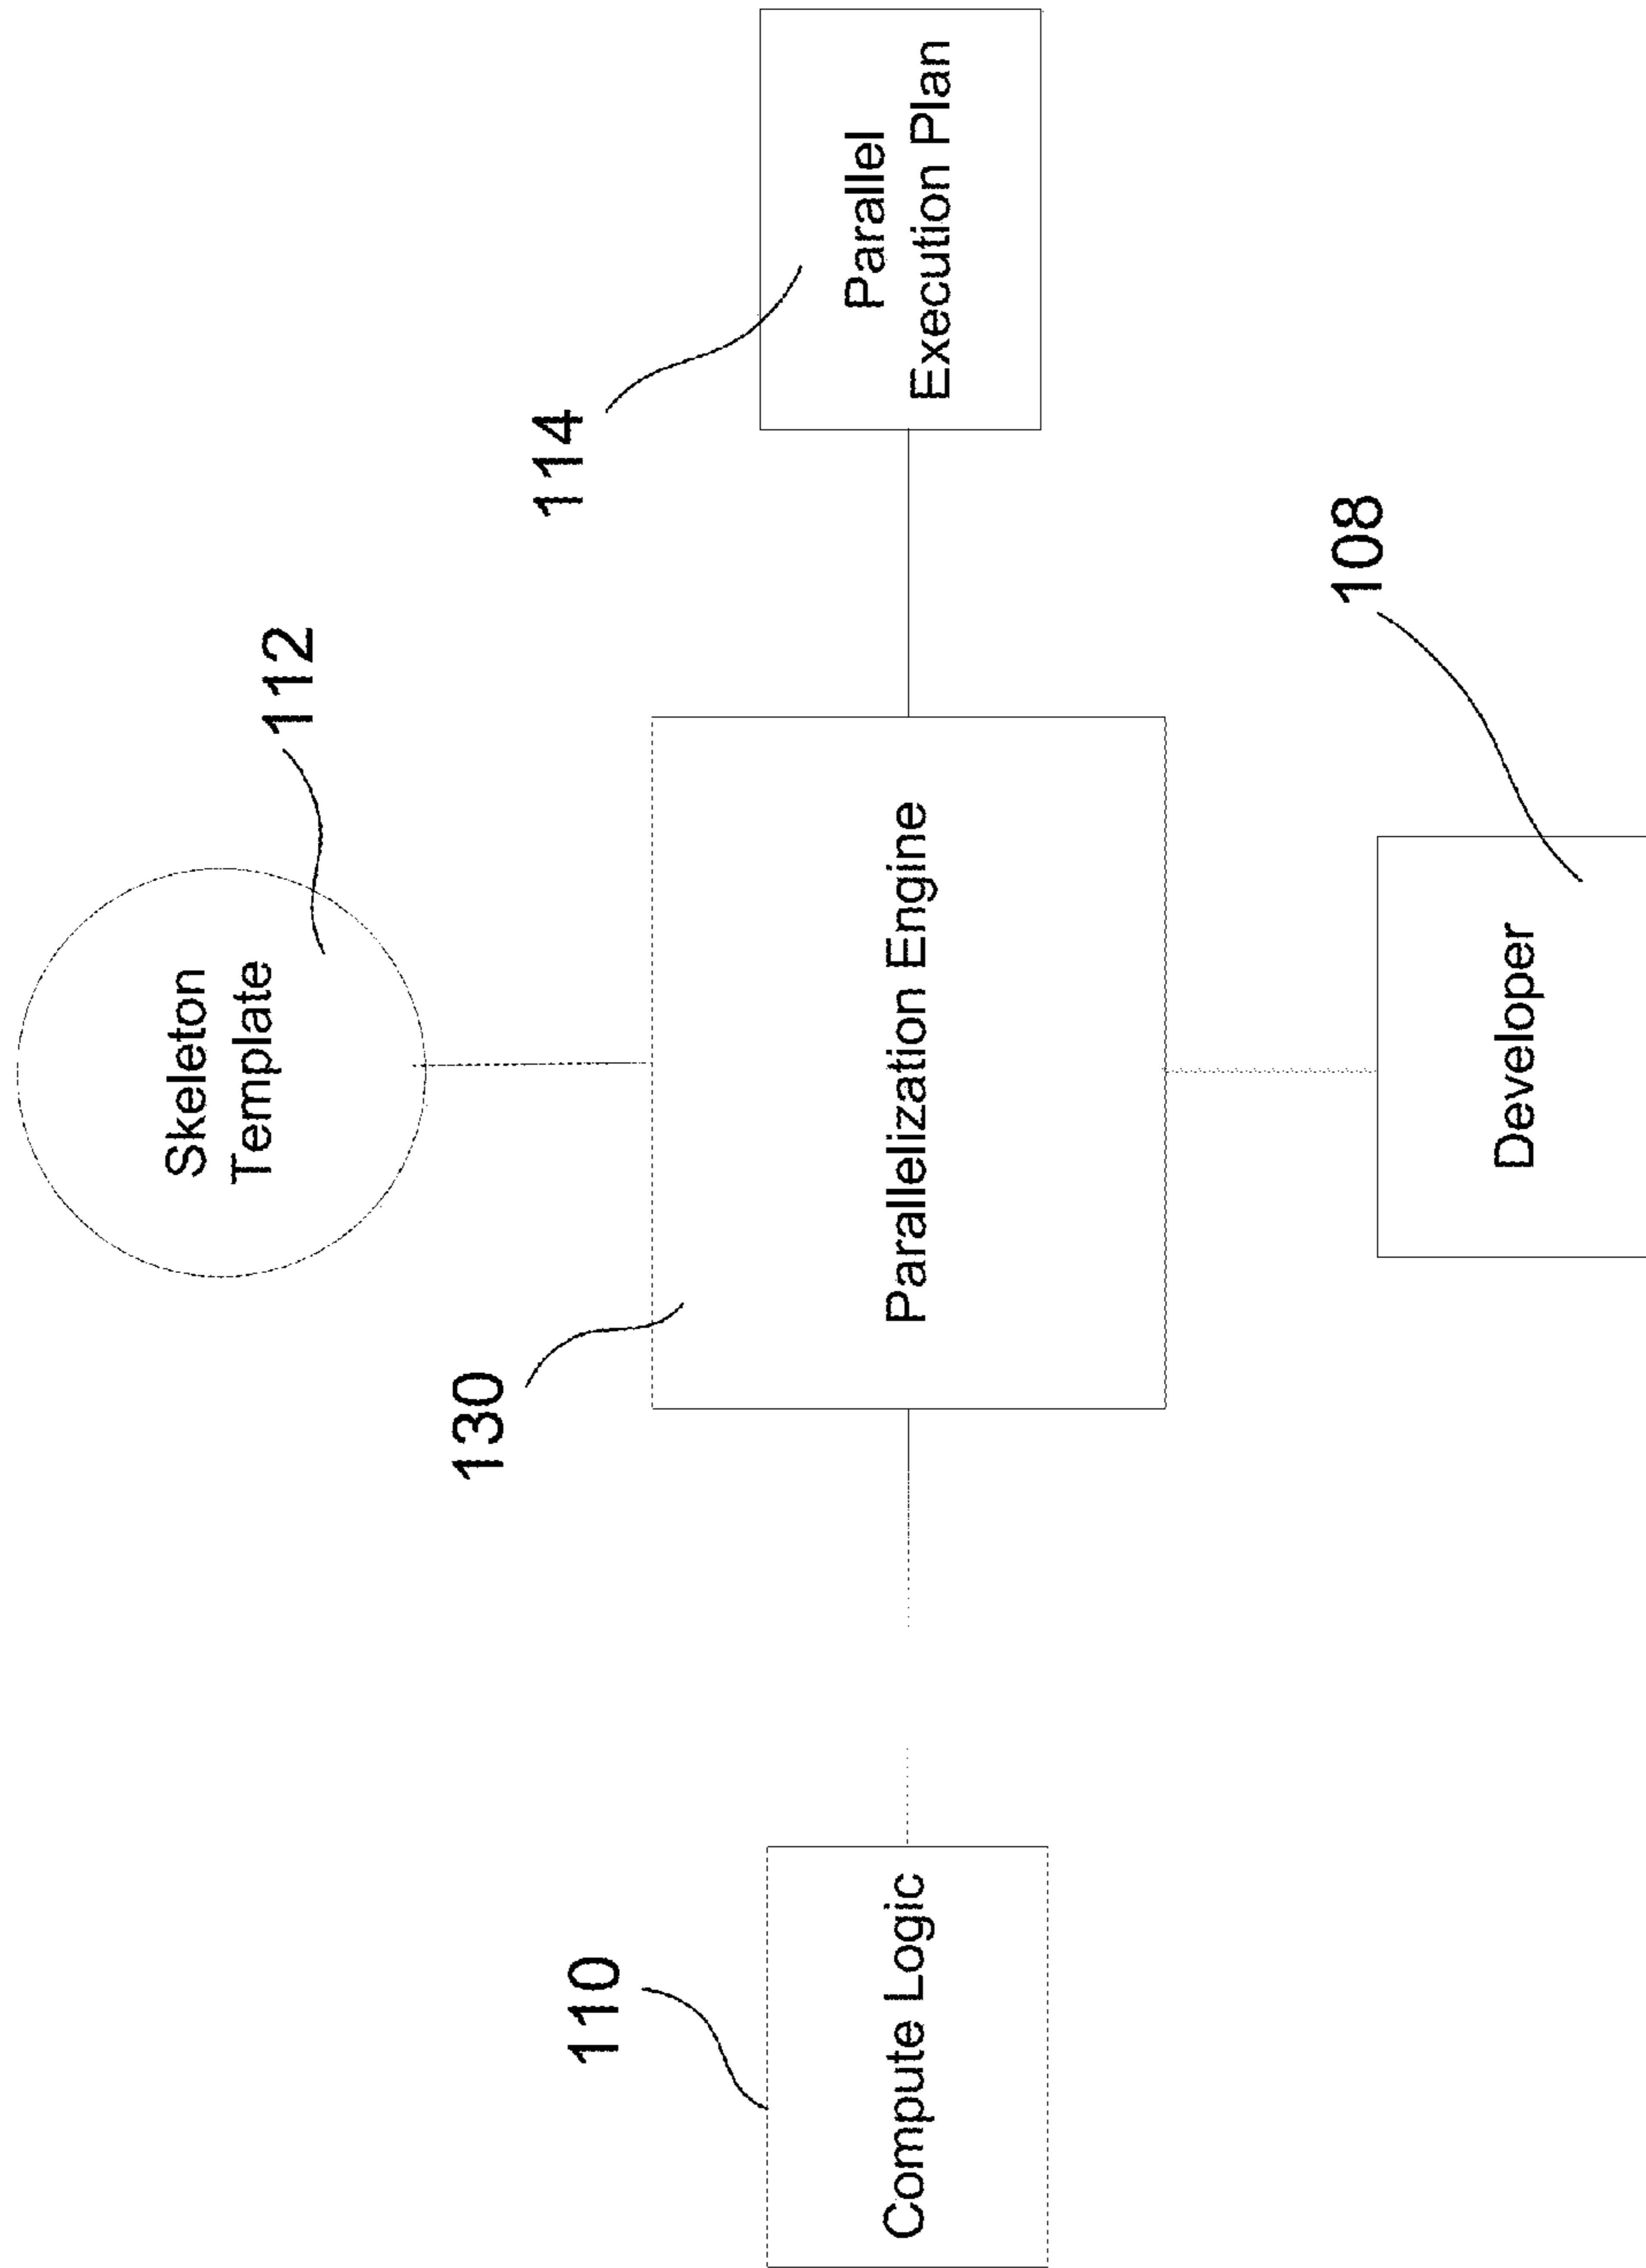 Skeleton
Template
112
130
114
110
Compute Logic
Parallelization Engine
Parallel
Execution Plan
108
Developer